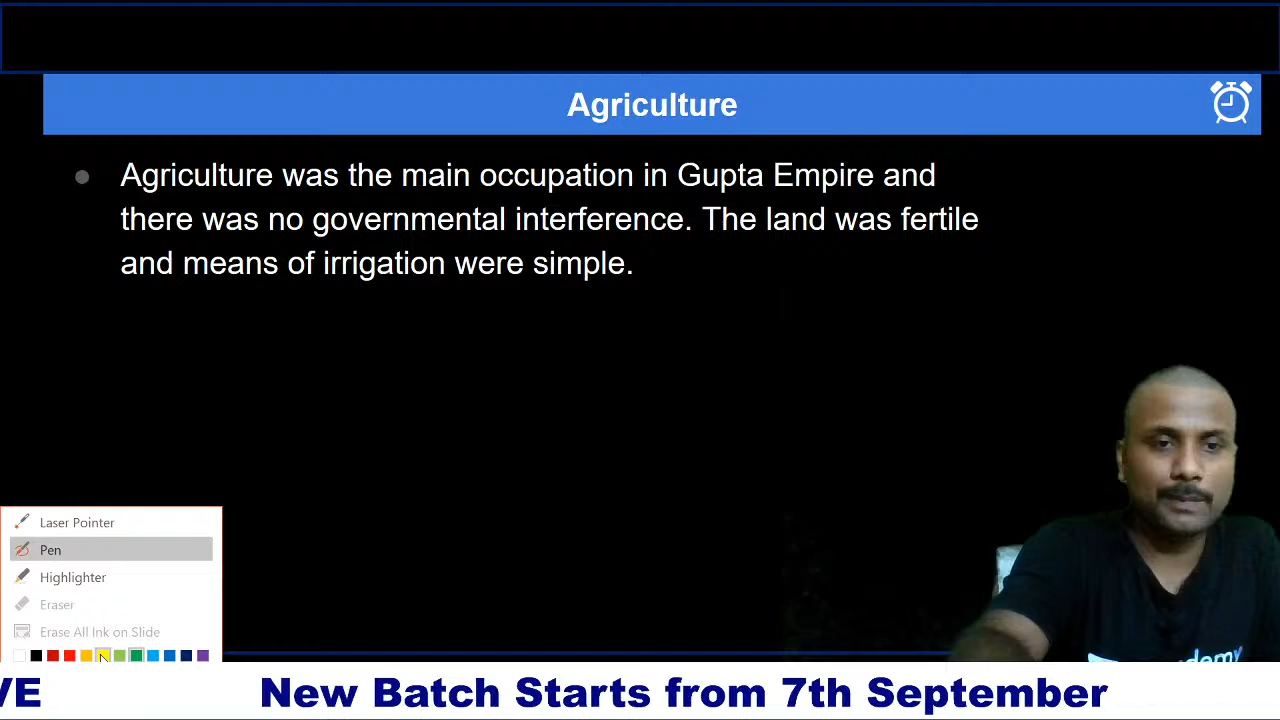 Agriculture
Agriculture was the main occupation in Gupta Empire and
there was no governmental interference. The land was fertile
and means of irrigation were simple.
Laser Pointer
Pen
Highlighter
Eraser
Erase All Ink on Slide
New Batch Starts from 7th September